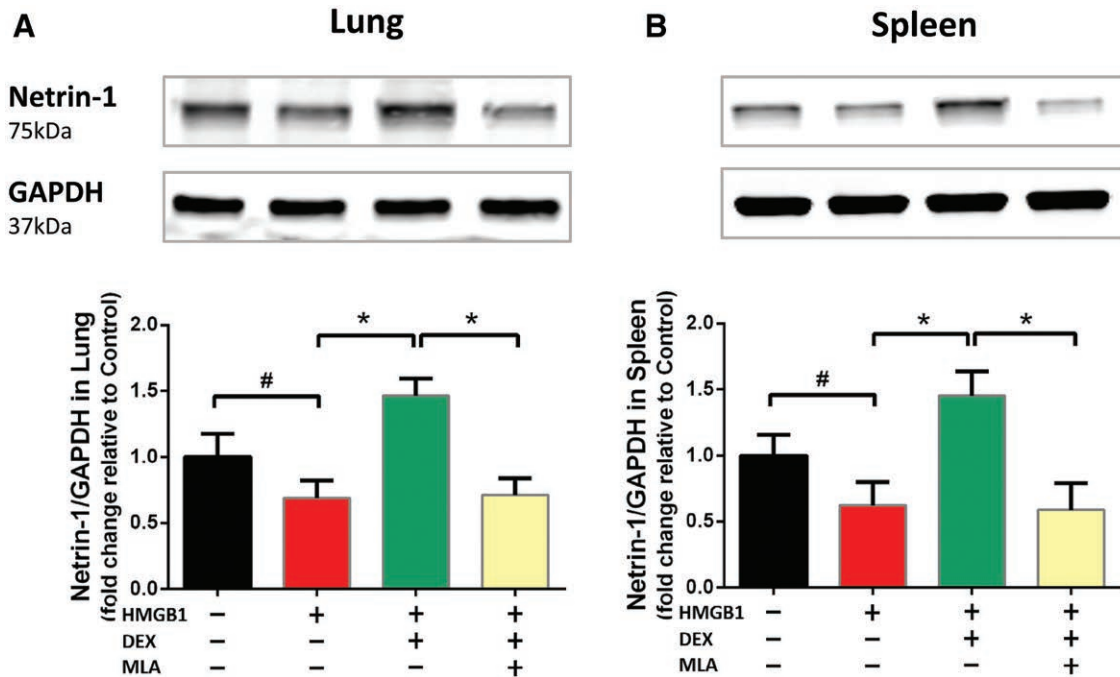 A
Lung
Netrin-1
75kDa
GAPDH
37kDa
Netrin-1/GAPDH in Lung
(fold change relative to Control)
2.0
1.5
1.0
0.5
0.0
#
*
*
HMGB1 – + + +
DEX – – + +
MLA – – – +
B
Spleen
Netrin-1/GAPDH in Spleen
(fold change relative to Control)
2.0
1.5
1.0
0.5
0.0
#
*
*
HMGB1 – + + +
DEX – – + +
MLA – – – +